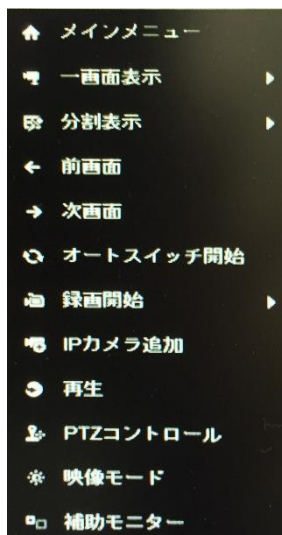 メインメニュー
一画面表示
分割表示
前画面
次画面
オートスイッチ開始
録画開始
IPカメラ追加
再生
PTZコントロール
映像モード
補助モニター